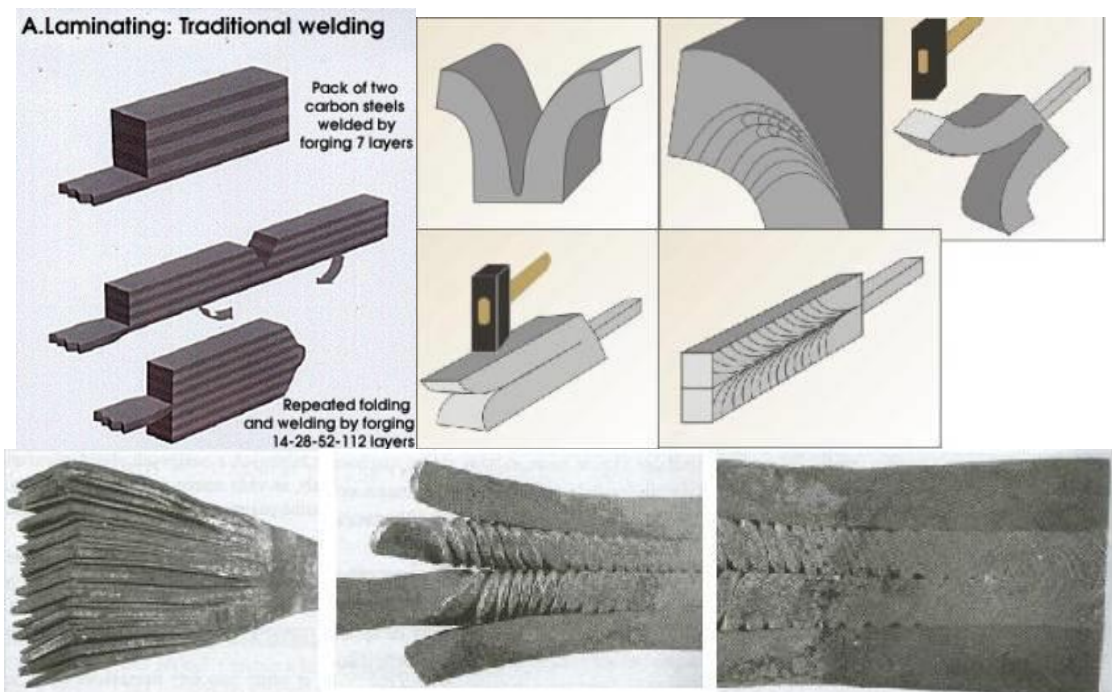 A.Laminating: Traditional welding
Pack of two
carbon steels
welded by
forging 7 layers
Repeated folding
and welding by forging
14-28-52-112 layers